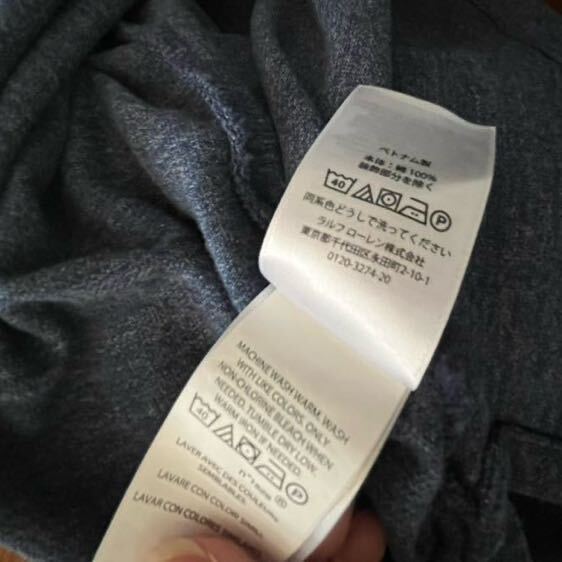 ベトナム製
本体：綿100%
装飾部分を除く
40 P
同系色どうしで洗ってください
ラルフ ローレン株式会社
東京都千代田区永田町2-10-1
0120-3274-20
MACHINE WASH WARM. WASH
WITH LIKE COLORS. ONLY
NON-CHLORINE BLEACH WHEN
NEEDED. TUMBLE DRY LOW.
WARM IRON IF NEEDED.
40 P
LAVER AVEC DES COULEURS
SEMBLABLES.
LAVARE CON COLORI SIMILI.
LAVAR CON COLORES